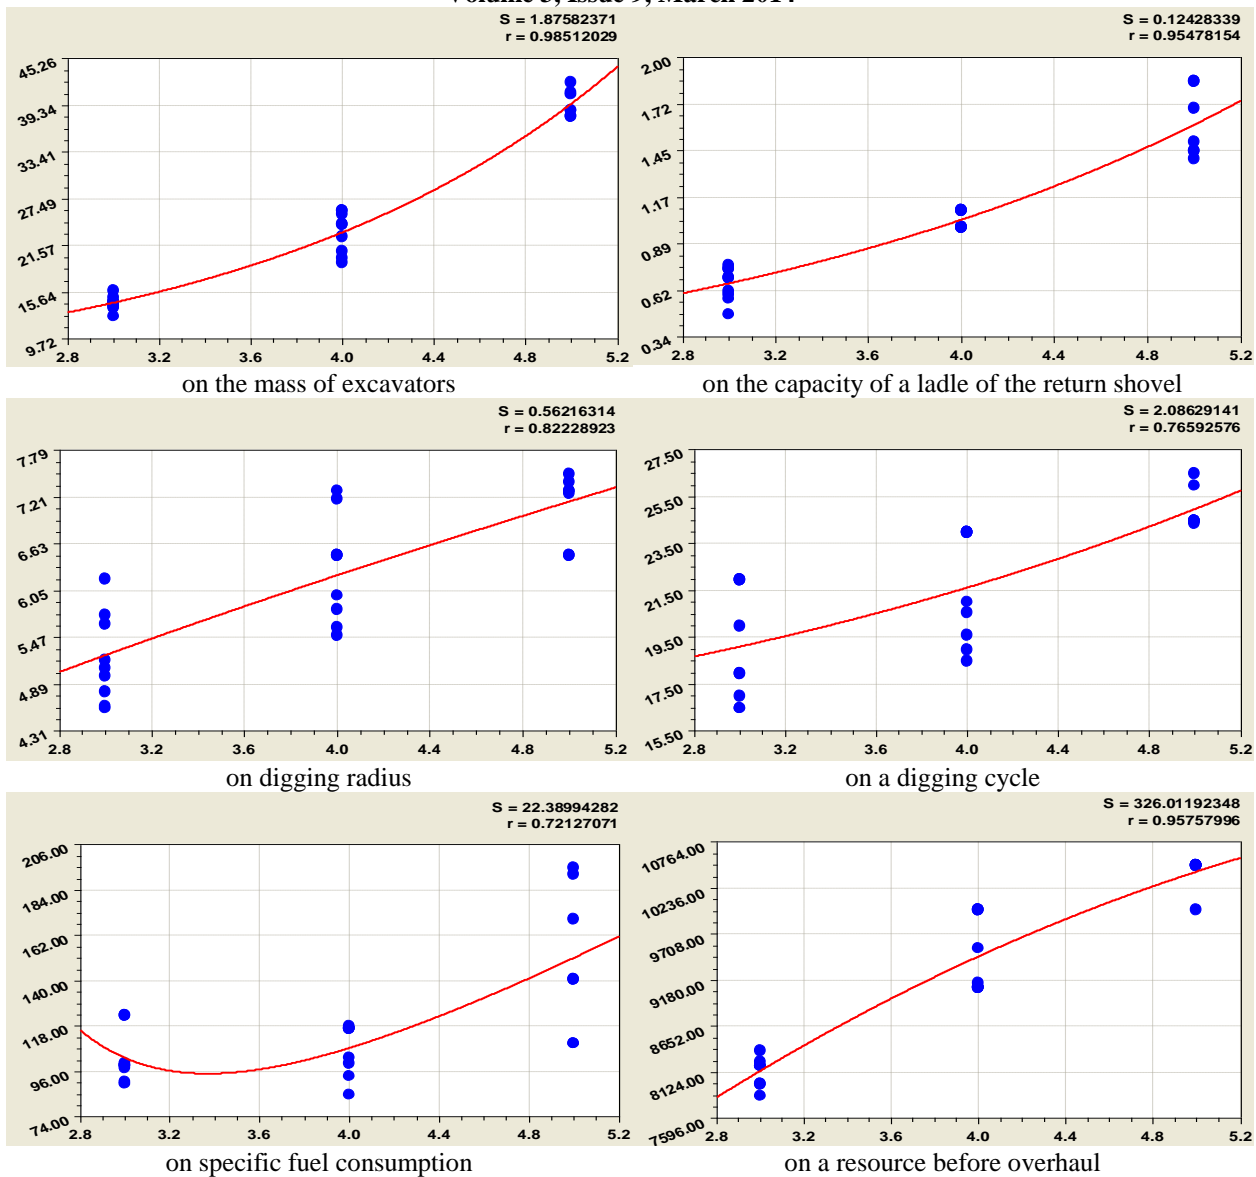 Volume 3, Issue 9, March 2014
S = 1.87582371
r = 0.98512029
45.26
39.34
33.41
27.49
21.57
15.64
9.72
2.8 3.2 3.6 4.0 4.4 4.8 5.2
on the mass of excavators
S = 0.12428339
r = 0.95478154
2.00
1.72
1.45
1.17
0.89
0.62
0.34
2.8 3.2 3.6 4.0 4.4 4.8 5.2
on the capacity of a ladle of the return shovel
S = 0.56216314
r = 0.82228923
7.79
7.21
6.63
6.05
5.47
4.89
4.31
2.8 3.2 3.6 4.0 4.4 4.8 5.2
on digging radius
S = 2.08629141
r = 0.76592576
27.50
25.50
23.50
21.50
19.50
17.50
15.50
2.8 3.2 3.6 4.0 4.4 4.8 5.2
on a digging cycle
S = 22.38994282
r = 0.72127071
206.00
184.00
162.00
140.00
118.00
96.00
74.00
2.8 3.2 3.6 4.0 4.4 4.8 5.2
on specific fuel consumption
S = 326.01192348
r = 0.95757996
10764.00
10236.00
9708.00
9180.00
8652.00
8124.00
7596.00
2.8 3.2 3.6 4.0 4.4 4.8 5.2
on a resource before overhaul